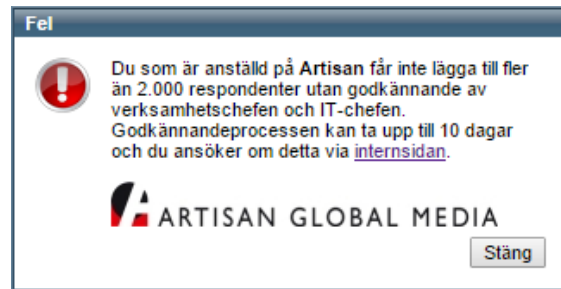 Fel
Du som är anställd på Artisan får inte lägga till fler
än 2.000 respondenter utan godkännande av
verksamhetschefen och IT-chefen.
Godkännandeprocessen kan ta upp till 10 dagar
och du ansöker om detta via internsidan.
ARTISAN GLOBAL MEDIA
Stäng